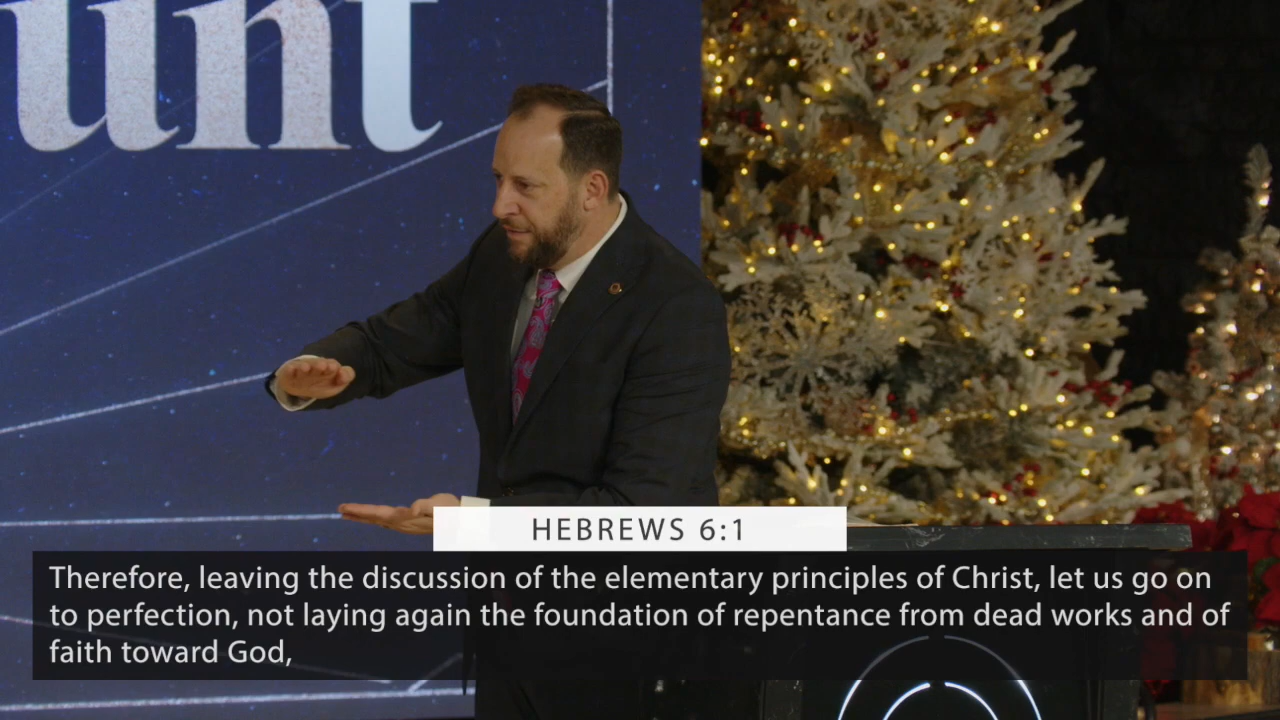 unt
HEBREWS 6:1
Therefore, leaving the discussion of the elementary principles of Christ, let us go on
to perfection, not laying again the foundation of repentance from dead works and of
faith toward God,